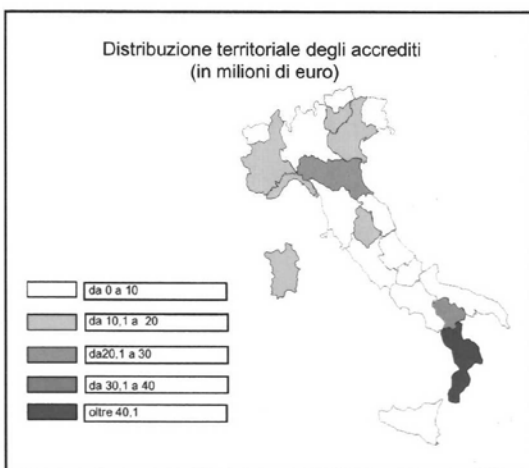 Distribuzione territoriale degli accrediti
(in milioni di euro)
da 0 a 10
da 10,1 a 20
da20,1 a 30
da 30,1 a 40
oltre 40,1